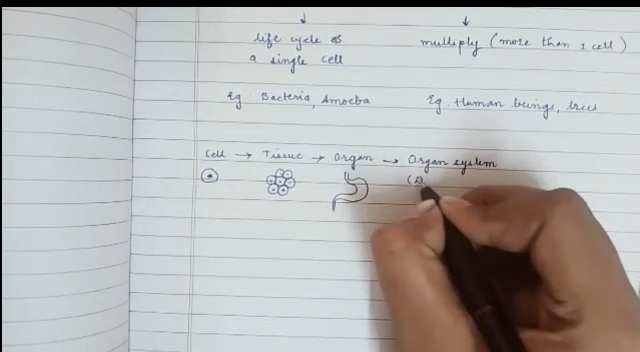 life cycle of multiply (more than 1 cell)
a single cell
Eg Bacteria, Amoeba Eg. Human beings, trees
Cell → Tissue → Organ → Organ system
(D